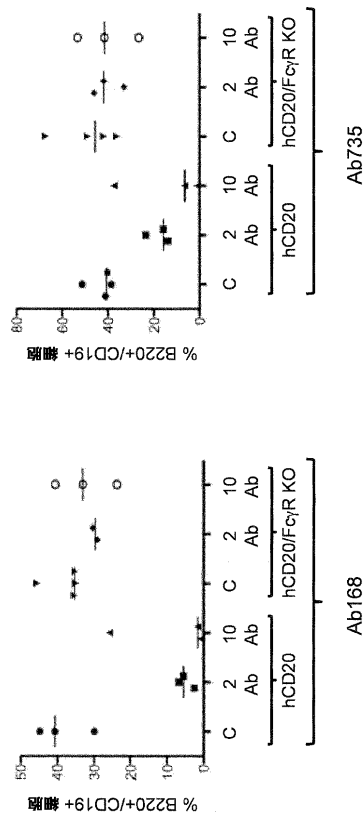 % B220+/CD19+ 細胞
50
40
30
20
10
0
C 2 10 C 2 10
Ab Ab Ab Ab
hCD20 hCD20/FcγR KO
Ab168
% B220+/CD19+ 細胞
80
60
40
20
0
C 2 10 C 2 10
Ab Ab Ab Ab
hCD20 hCD20/FcγR KO
Ab735